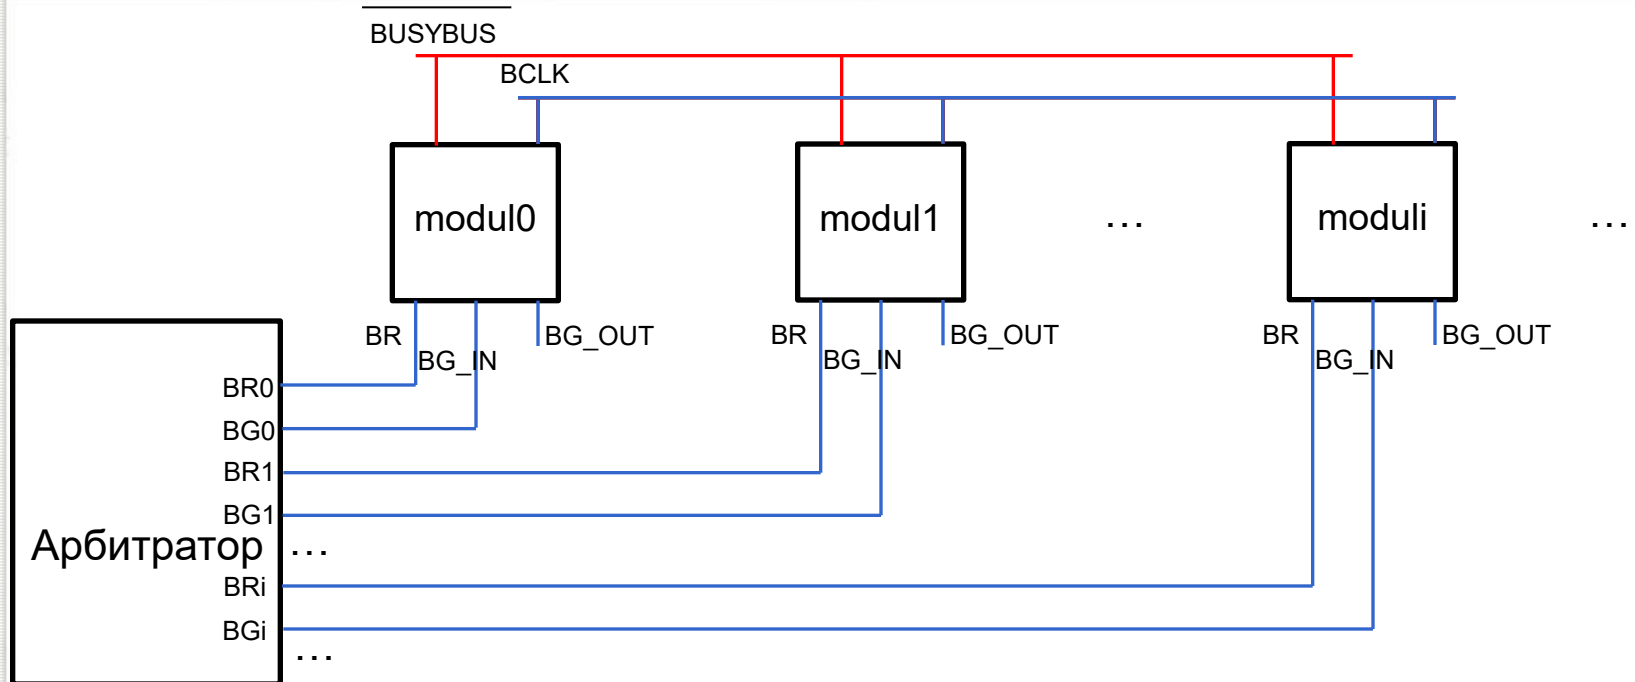 BUSYBUS
BCLK
modul0
modul1
...
moduli
...
BR
BG_IN
BG_OUT
BR
BG_IN
BG_OUT
BR
BG_IN
BG_OUT
BR0
BG0
BR1
BG1
Арбитратор
...
BRi
BGi
...